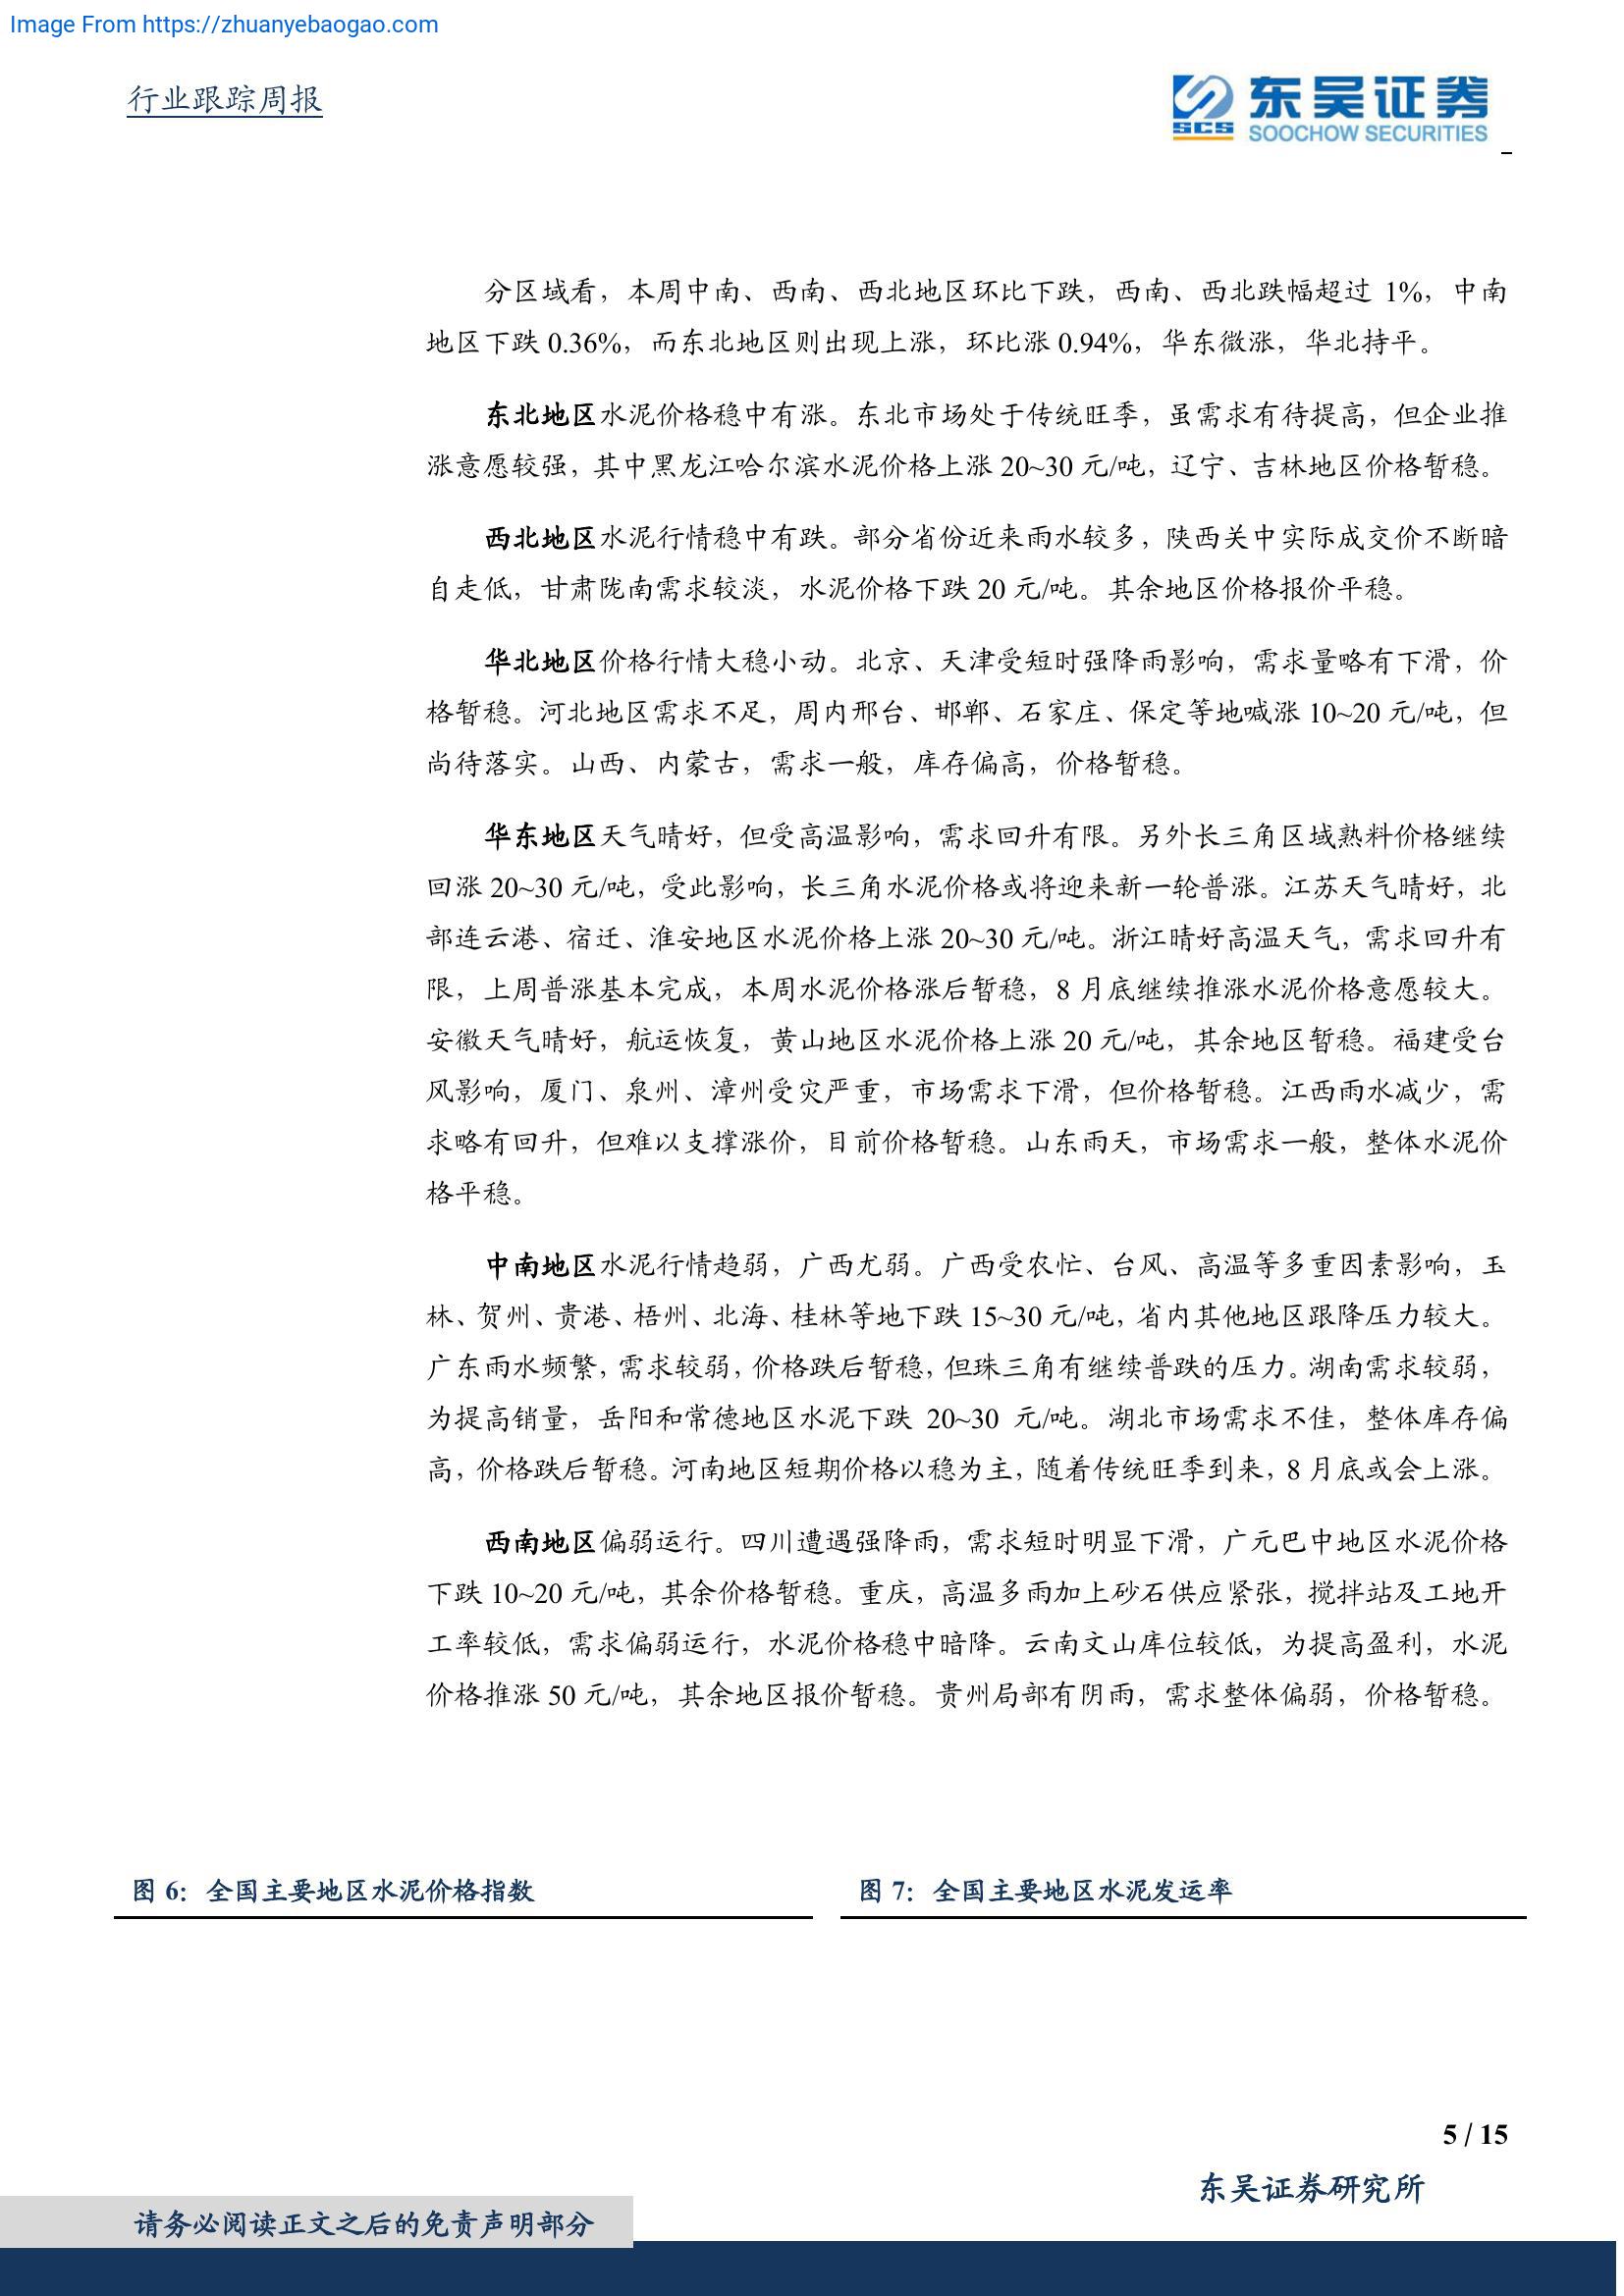 Image From https://zhuanyebaogao.com
行业跟踪周报
SCS
东吴证券
SOOCHOW SECURITIES
分区域看，本周中南、西南、西北地区环比下跌，西南、西北跌幅超过 1%，中南
地区下跌 0.36%，而东北地区则出现上涨，环比涨 0.94%，华东微涨，华北持平。
东北地区水泥价格稳中有涨。东北市场处于传统旺季，虽需求有待提高，但企业推
涨意愿较强，其中黑龙江哈尔滨水泥价格上涨 20~30 元/吨，辽宁、吉林地区价格暂稳。
西北地区水泥行情稳中有跌。部分省份近来雨水较多，陕西关中实际成交价不断暗
自走低，甘肃陇南需求较淡，水泥价格下跌 20 元/吨。其余地区价格报价平稳。
华北地区价格行情大稳小动。北京、天津受短时强降雨影响，需求量略有下滑，价
格暂稳。河北地区需求不足，周内邢台、邯郸、石家庄、保定等地喊涨 10~20 元/吨，但
尚待落实。山西、内蒙古，需求一般，库存偏高，价格暂稳。
华东地区天气晴好，但受高温影响，需求回升有限。另外长三角区域熟料价格继续
回涨 20~30 元/吨，受此影响，长三角水泥价格或将迎来新一轮普涨。江苏天气晴好，北
部连云港、宿迁、淮安地区水泥价格上涨 20~30 元/吨。浙江晴好高温天气，需求回升有
限，上周普涨基本完成，本周水泥价格涨后暂稳，8 月底继续推涨水泥价格意愿较大。
安徽天气晴好，航运恢复，黄山地区水泥价格上涨 20 元/吨，其余地区暂稳。福建受台
风影响，厦门、泉州、漳州受灾严重，市场需求下滑，但价格暂稳。江西雨水减少，需
求略有回升，但难以支撑涨价，目前价格暂稳。山东雨天，市场需求一般，整体水泥价
格平稳。
中南地区水泥行情趋弱，广西尤弱。广西受农忙、台风、高温等多重因素影响，玉
林、贺州、贵港、梧州、北海、桂林等地下跌 15~30 元/吨，省内其他地区跟降压力较大。
广东雨水频繁，需求较弱，价格跌后暂稳，但珠三角有继续普跌的压力。湖南需求较弱，
为提高销量，岳阳和常德地区水泥下跌 20~30 元/吨。湖北市场需求不佳，整体库存偏
高，价格跌后暂稳。河南地区短期价格以稳为主，随着传统旺季到来，8 月底或会上涨。
西南地区偏弱运行。四川遭遇强降雨，需求短时明显下滑，广元巴中地区水泥价格
下跌 10~20 元/吨，其余价格暂稳。重庆，高温多雨加上砂石供应紧张，搅拌站及工地开
工率较低，需求偏弱运行，水泥价格稳中暗降。云南文山库位较低，为提高盈利，水泥
价格推涨 50 元/吨，其余地区报价暂稳。贵州局部有阴雨，需求整体偏弱，价格暂稳。
图 6：全国主要地区水泥价格指数
图 7：全国主要地区水泥发运率
5 / 15
东吴证券研究所
请务必阅读正文之后的免责声明部分